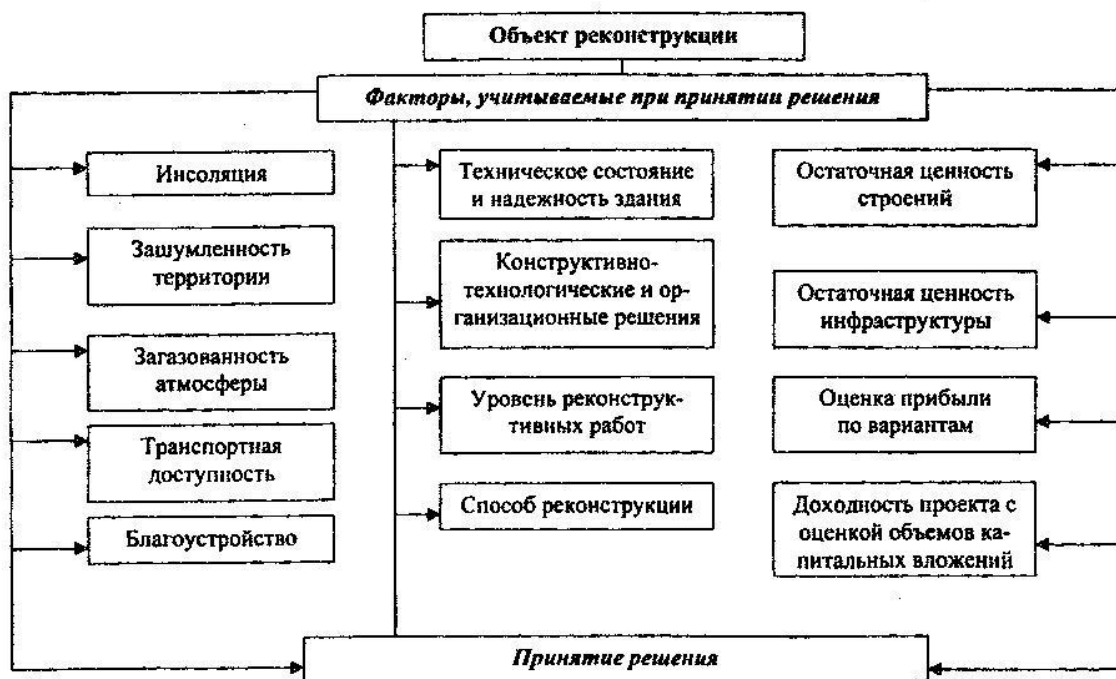 Объект реконструкции
Факторы, учитываемые при принятии решения
Инсоляция
Зашумленность
территории
Загазованность
атмосферы
Транспортная
доступность
Благоустройство
Техническое состояние
и надежность здания
Конструктивно-
технологические и ор-
ганизационные решения
Уровень реконструк-
тивных работ
Способ реконструкции
Остаточная ценность
строений
Остаточная ценность
инфраструктуры
Оценка прибыли
по вариантам
Доходность проекта с
оценкой объемов ка-
питальных вложений
Принятие решения